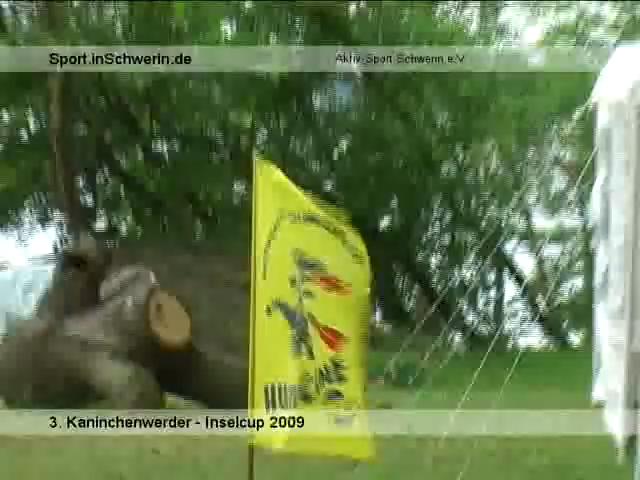 Sport.inSchwerin.de
Aktiv-Sport Schwerin e.V.
3. Kaninchenwerder - Inselcup 2009